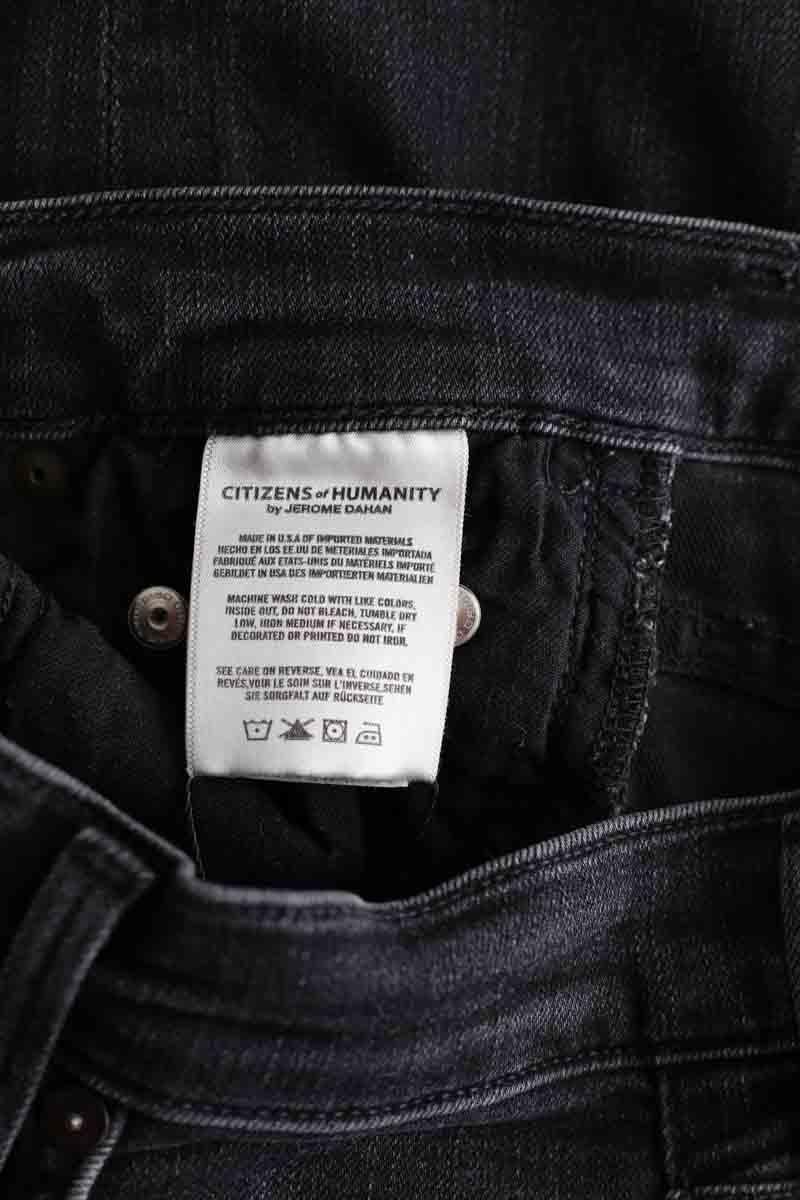 CITIZENS of HUMANITY
by JEROME DAHAN
MADE IN U.S.A OF IMPORTED MATERIALS
HECHO EN LOS EE.UU DE METERIALES IMPORTADA
FABRIQUÉ AUX ETATS-UNIS DU MATÉRIELS IMPORTÉ
GEBILDET IN USA DES IMPORTIERTEN MATERIALIEN
MACHINE WASH COLD WITH LIKE COLORS,
INSIDE OUT, DO NOT BLEACH, TUMBLE DRY
LOW, IRON MEDIUM IF NECESSARY, IF
DECORATED OR PRINTED DO NOT IRON.
SEE CARE ON REVERSE, VEA EL CUIDADO EN
REVÉS,VOIR LE SOIN SUR L'INVERSE,SEHEN
SIE SORGFALT AUF RÜCKSEITE